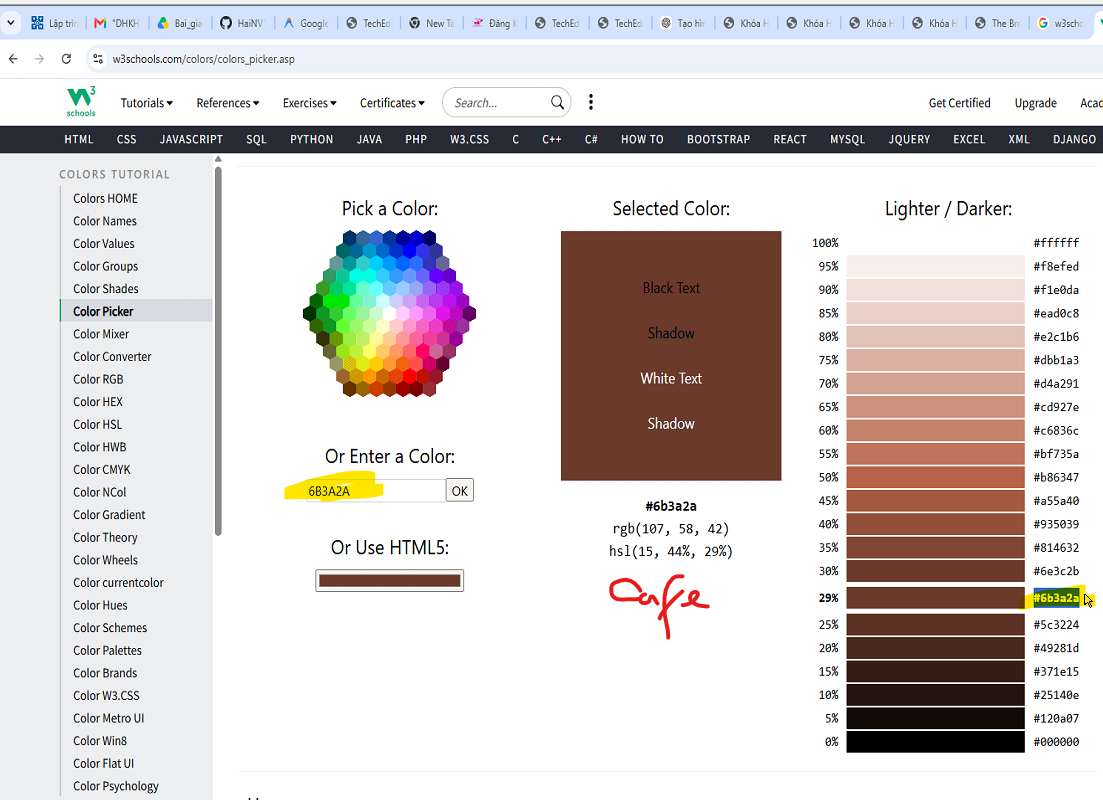 Lập trìn
M "DHKH
Bai_gia
HaiNV
Google
TechEd
New Ta
Đăng k
TechEd
TechEd
Tạo hìn
Khóa H
Khóa H
Khóa H
Khóa H
The Bre
w3scho
w3schools.com/colors/colors_picker.asp
W3 schools
Tutorials
References
Exercises
Certificates
Search...
Get Certified
Upgrade
Acad
HTML CSS JAVASCRIPT SQL PYTHON JAVA PHP W3.CSS C C++ C# HOW TO BOOTSTRAP REACT MYSQL JQUERY EXCEL XML DJANGO
COLORS TUTORIAL
Colors HOME
Color Names
Color Values
Color Groups
Color Shades
Color Picker
Color Mixer
Color Converter
Color RGB
Color HEX
Color HSL
Color HWB
Color CMYK
Color NCol
Color Gradient
Color Theory
Color Wheels
Color currentcolor
Color Hues
Color Schemes
Color Palettes
Color Brands
Color W3.CSS
Color Metro UI
Color Win8
Color Flat UI
Color Psychology
Pick a Color:
Or Enter a Color:
6B3A2A OK
Or Use HTML5:
Selected Color:
Black Text
Shadow
White Text
Shadow
#6b3a2a
rgb(107, 58, 42)
hsl(15, 44%, 29%)
Cafe
Lighter / Darker:
100% #ffffff
95% #f8efed
90% #f1e0da
85% #ead0c8
80% #e2c1b6
75% #dbb1a3
70% #d4a291
65% #cd927e
60% #c6836c
55% #bf735a
50% #b86347
45% #a55a40
40% #935039
35% #814632
30% #6e3c2b
29% #6b3a2a
25% #5c3224
20% #49281d
15% #371e15
10% #25140e
5% #120a07
0% #000000